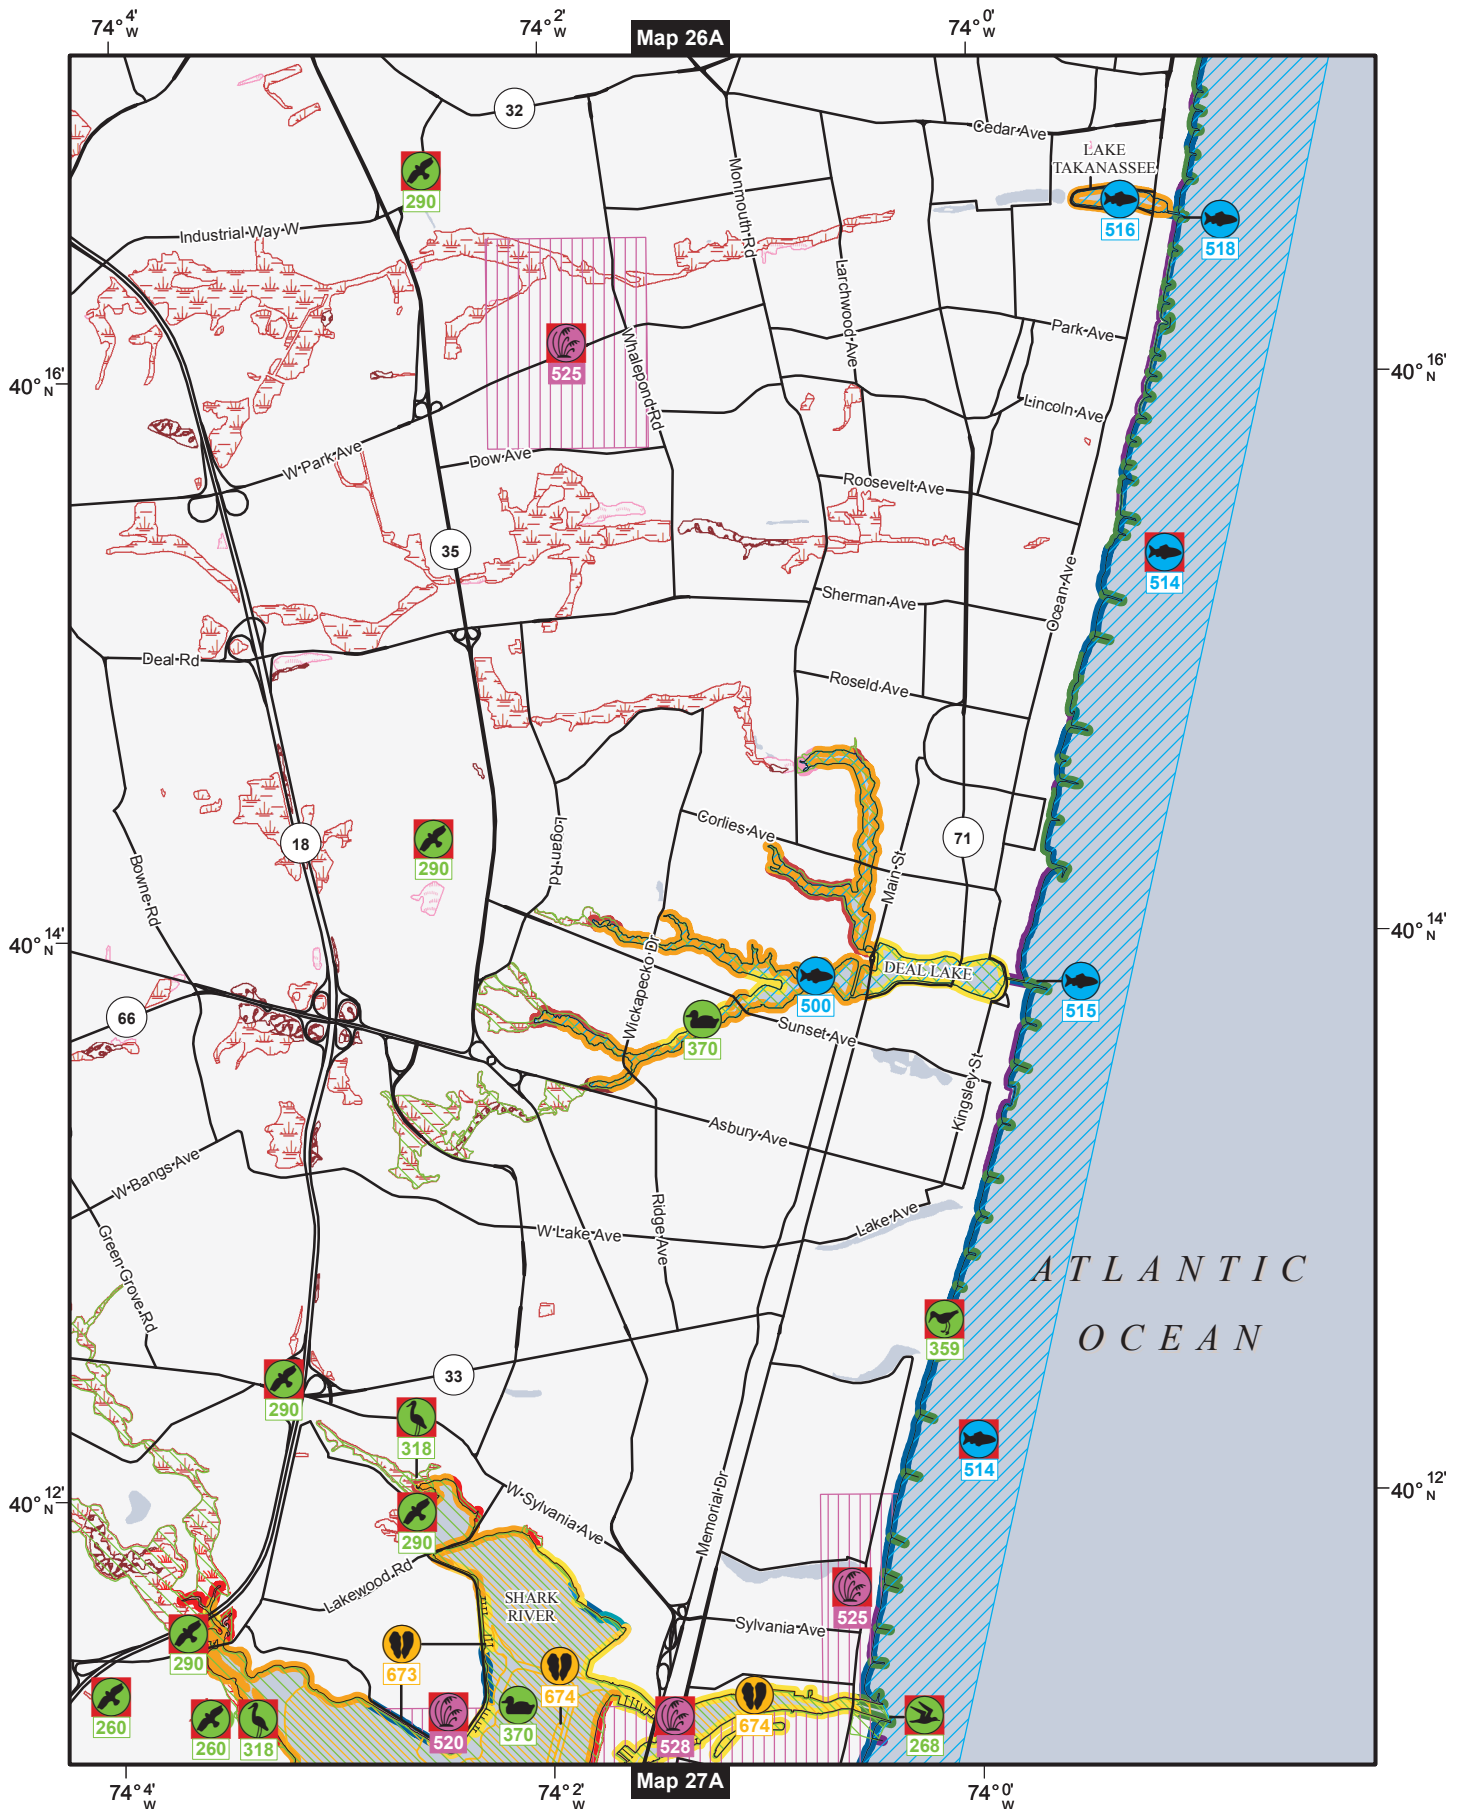 74° 4' W
74° 2' W
Map 26A
74° 0' W
32
Cedar Ave
LAKE
TAKANASSEE
290
Monmouth Rd
516
518
Industrial Way W
Larchwood Ave
Park Ave
Whalepond Rd
525
40° 16' N
40° 16' N
Lincoln Ave
W Park Ave
Dow Ave
Roosevelt Ave
35
514
Ocean Ave
Sherman Ave
Deal Rd
Roseld Ave
Corlies Ave
Logan Rd
71
18
290
Main St
Bowne Rd
40° 14' N
40° 14' N
Wickapecko Dr
DEAL LAKE
500
515
66
370
Sunset Ave
Kingsley St
Asbury Ave
W Bangs Ave
Ridge Ave
Lake Ave
W Lake Ave
Green Grove Rd
ATLANTIC
OCEAN
359
33
290
318
514
40° 12' N
40° 12' N
W Sylvania Ave
290
Memorial Dr
Lakewood Rd
SHARK
RIVER
525
Sylvania Ave
290
673
674
260
260
318
520
370
528
674
268
74° 4' W
74° 2' W
Map 27A
74° 0' W